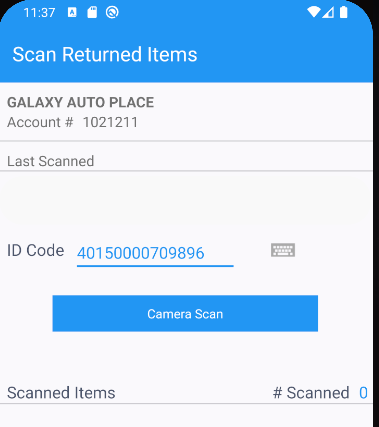 11:37
Scan Returned Items
GALAXY AUTO PLACE
Account # 1021211
Last Scanned
ID Code 40150000709896
Camera Scan
Scanned Items # Scanned 0